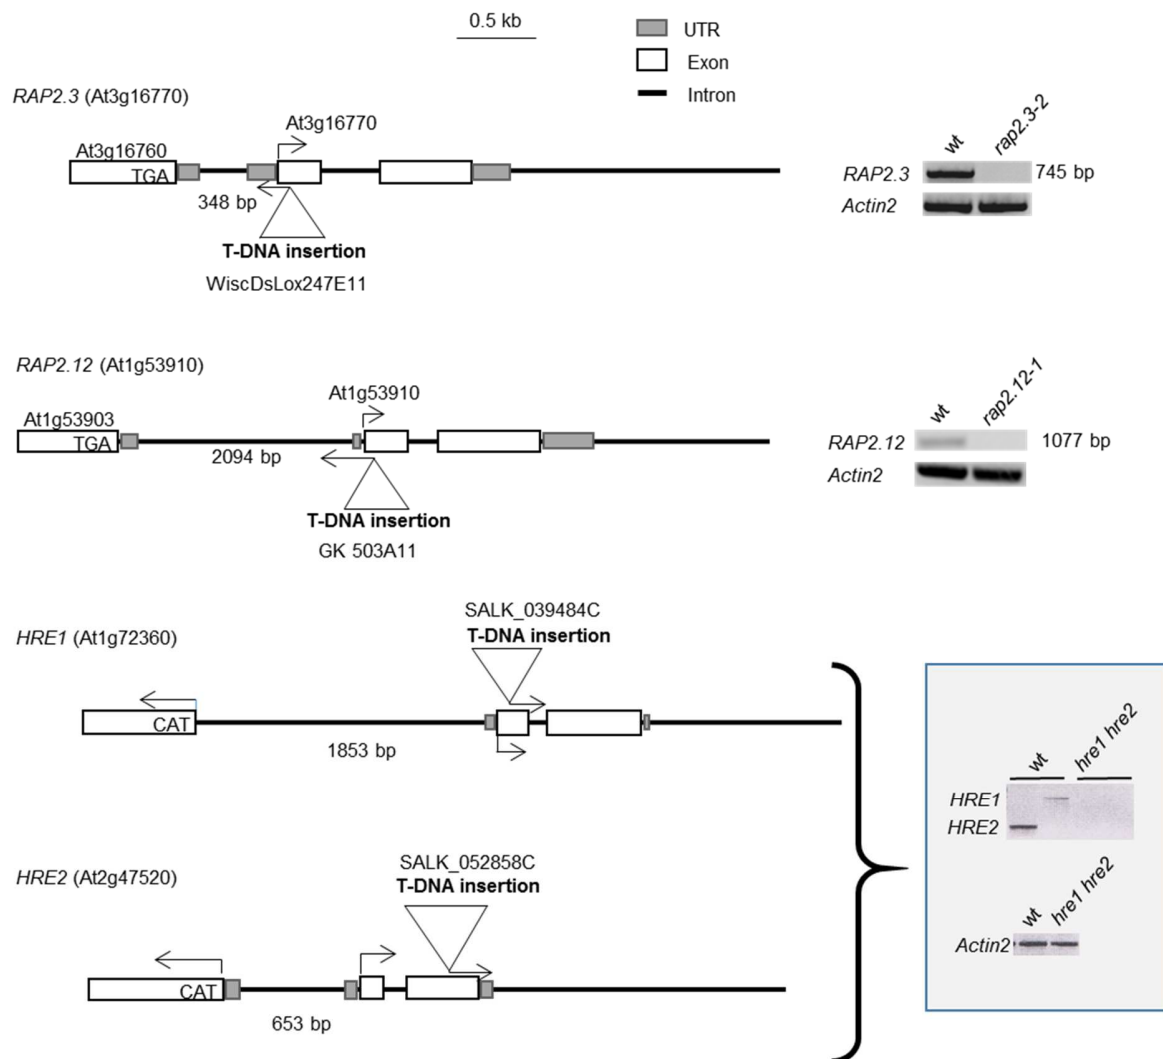 0.5 kb
UTR
Exon
Intron
RAP2.3 (At3g16770)
At3g16770
At3g16760
TGA
348 bp
T-DNA insertion
WiscDsLox247E11
wt
rap2.3-2
RAP2.3
745 bp
Actin2
RAP2.12 (At1g53910)
At1g53910
At1g53903
TGA
2094 bp
T-DNA insertion
GK 503A11
wt
rap2.12-1
RAP2.12
1077 bp
Actin2
SALK_039484C
T-DNA insertion
HRE1 (At1g72360)
CAT
1853 bp
SALK_052858C
T-DNA insertion
HRE2 (At2g47520)
CAT
653 bp
wt
hre1 hre2
HRE1
HRE2
wt
hre1 hre2
Actin2